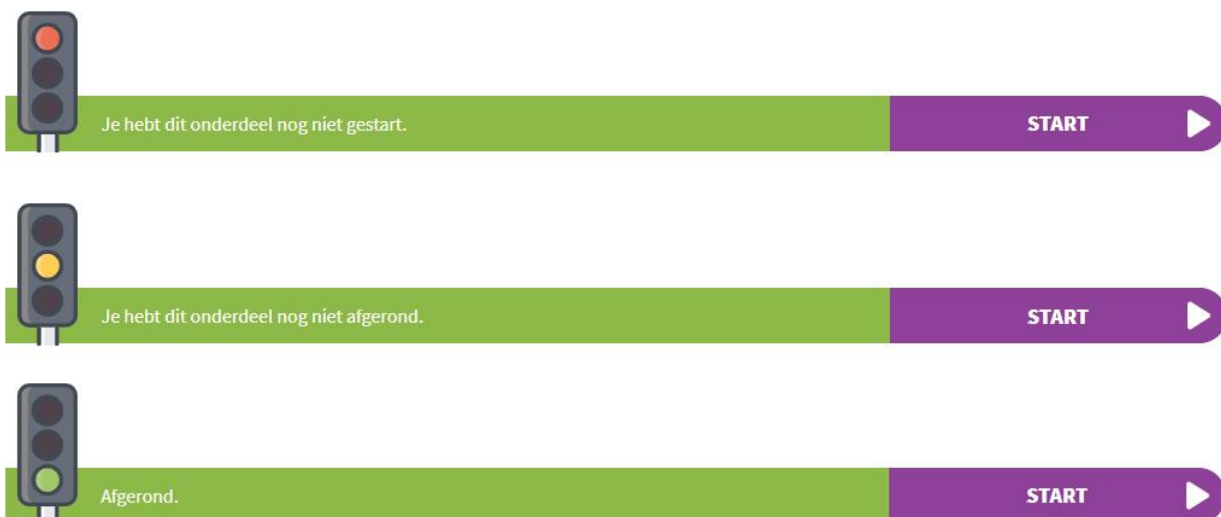 Je hebt dit onderdeel nog niet gestart.
START
Je hebt dit onderdeel nog niet afgerond.
START
Afgerond.
START